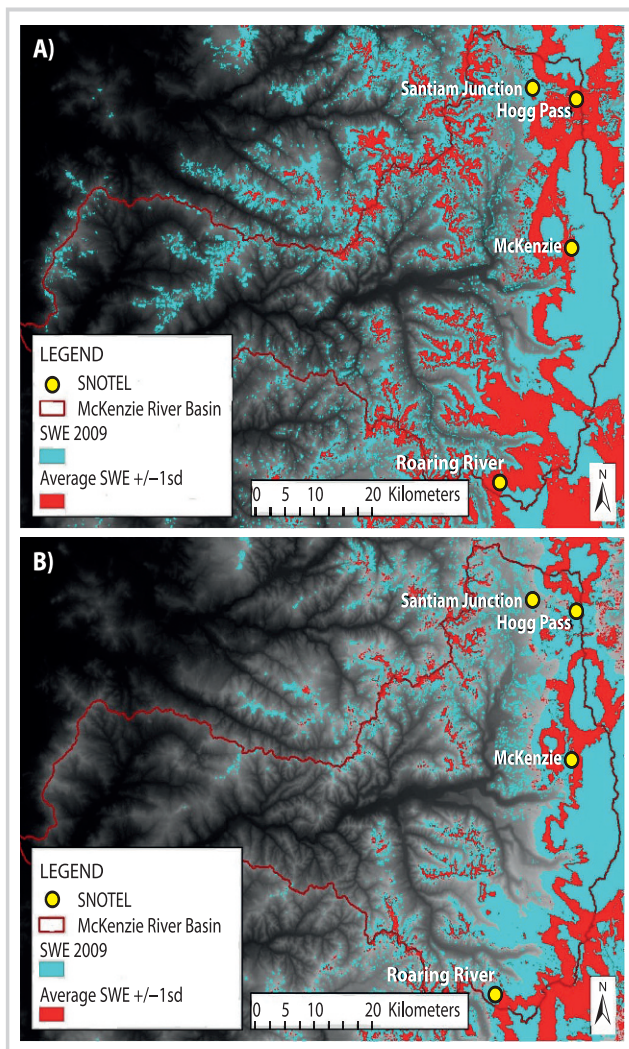 A)
Santiam Junction
Hogg Pass
McKenzie
LEGEND
SNOTEL
McKenzie River Basin
SWE 2009
Average SWE +/−1sd
Roaring River
0 5 10 20 Kilometers
N
B)
Santiam Junction
Hogg Pass
McKenzie
LEGEND
SNOTEL
McKenzie River Basin
SWE 2009
Average SWE +/−1sd
Roaring River
0 5 10 20 Kilometers
N